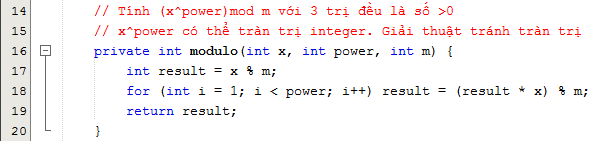 14 // Tính (x^power)mod m với 3 trị đều là số >0
15 // x^power có thể tràn trị integer. Giải thuật tránh tràn trị
16 private int modulo(int x, int power, int m) {
17 int result = x % m;
18 for (int i = 1; i < power; i++) result = (result * x) % m;
19 return result;
20 }